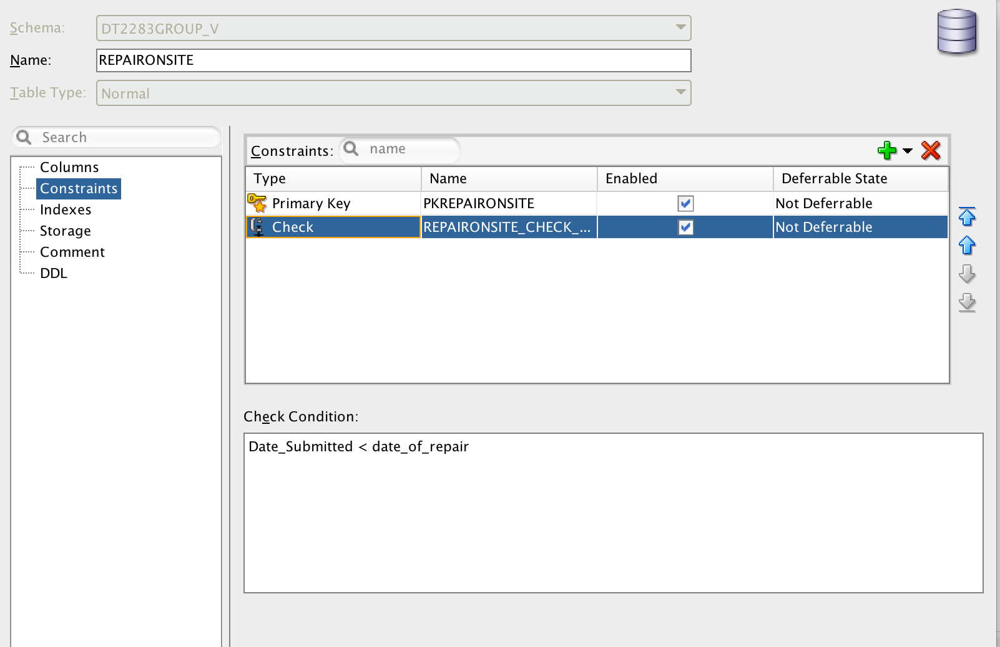 Schema: DT2283GROUP_V
Name: REPAIRONSITE
Table Type: Normal
Search
Columns
Constraints
Indexes
Storage
Comment
DDL
Constraints: name
Type Name Enabled Deferrable State
Primary Key PKREPAIRONSITE Not Deferrable
Check REPAIRONSITE_CHECK_... Not Deferrable
Check Condition:
Date_Submitted < date_of_repair